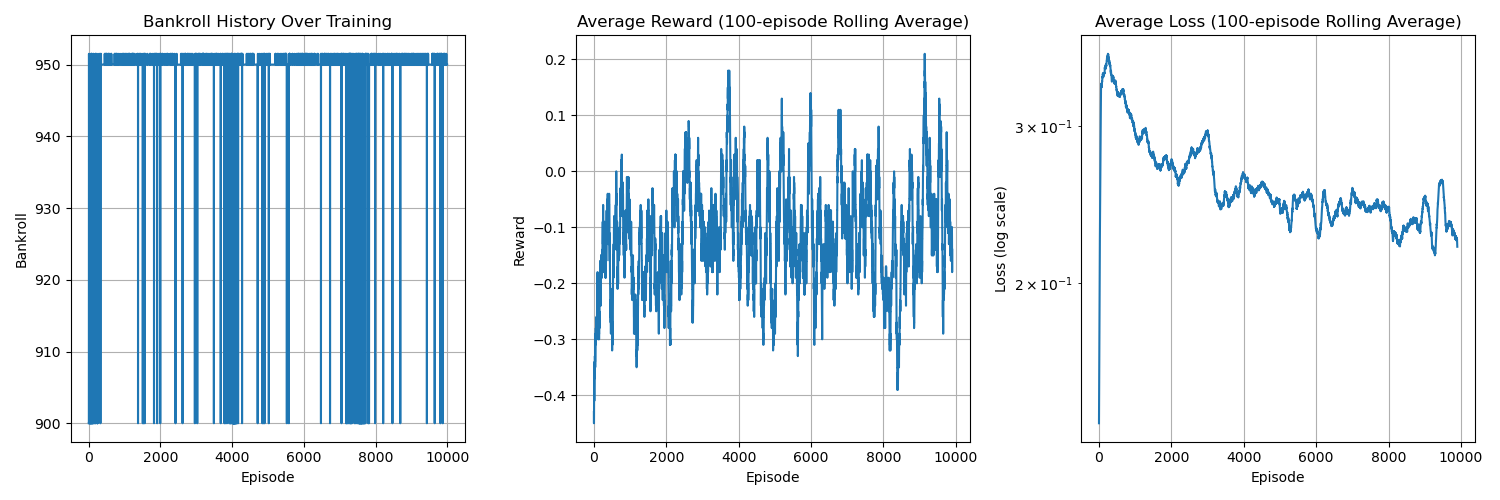 Bankroll History Over Training
Bankroll
950
940
930
920
910
900
0
2000
4000
6000
8000
10000
Episode
Average Reward (100-episode Rolling Average)
Reward
0.2
0.1
0.0
−0.1
−0.2
−0.3
−0.4
0
2000
4000
6000
8000
10000
Episode
Average Loss (100-episode Rolling Average)
Loss (log scale)
3 × 10⁻¹
2 × 10⁻¹
0
2000
4000
6000
8000
10000
Episode